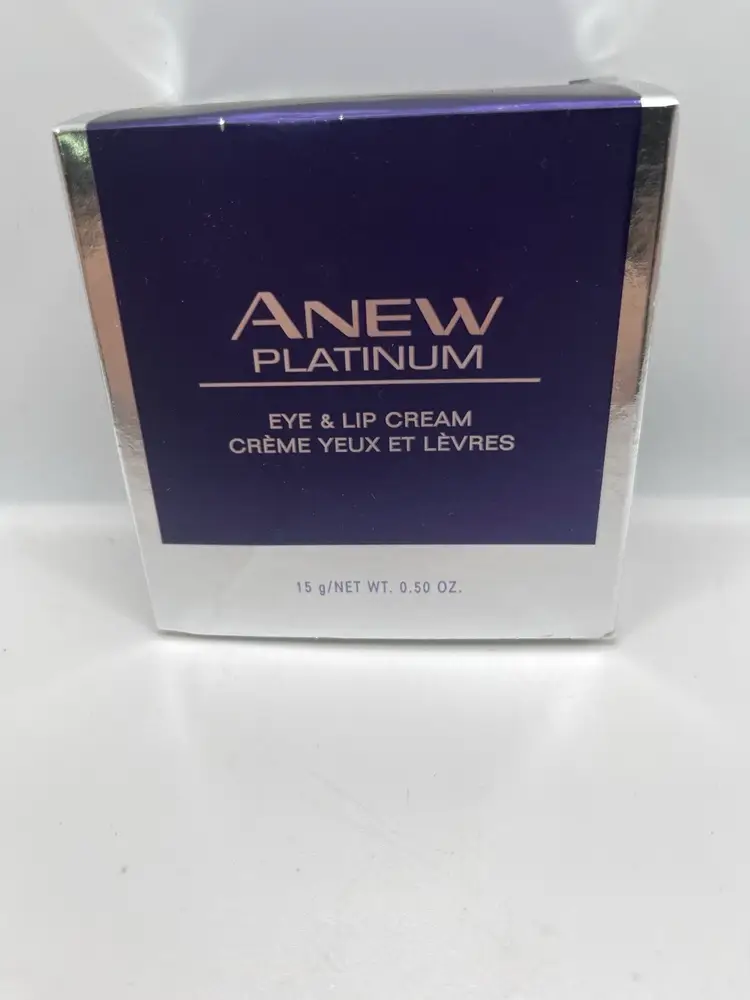 ANEW
PLATINUM
EYE & LIP CREAM
CRÈME YEUX ET LÈVRES
15 g/NET WT. 0.50 OZ.